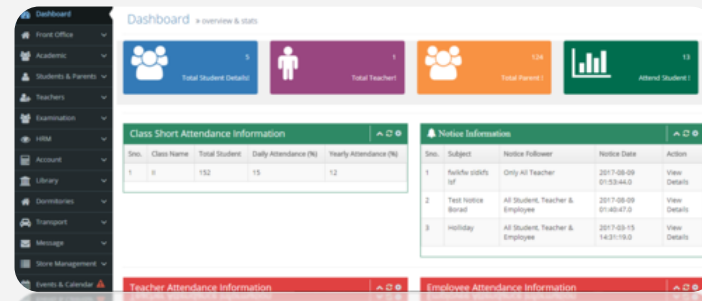 Dashboard
Front Office
Academic
Students & Parents
Teachers
Examination
HRM
Account
Library
Dormitories
Transport
Message
Store Management
Events & Calendar
Dashboard » overview & stats
5
Total Student Details!
1
Total Teacher!
124
Total Parent !
13
Attend Student !
Class Short Attendance Information
Sno. Class Name Total Student Daily Attendance (%) Yearly Attendance (%)
1 II 152 15 12
Notice Information
Sno. Subject Notice Follower Notice Date Action
1 Only All Teacher 2017-08-09 01:53:44.0 View Details
2 Test Notice Borad All Student, Teacher & Employee 2017-08-09 01:40:47.0 View Details
3 Holliday All Student, Teacher & Employee 2017-03-15 14:31:19.0 View Details
Teacher Attendance Information
Employee Attendance Information